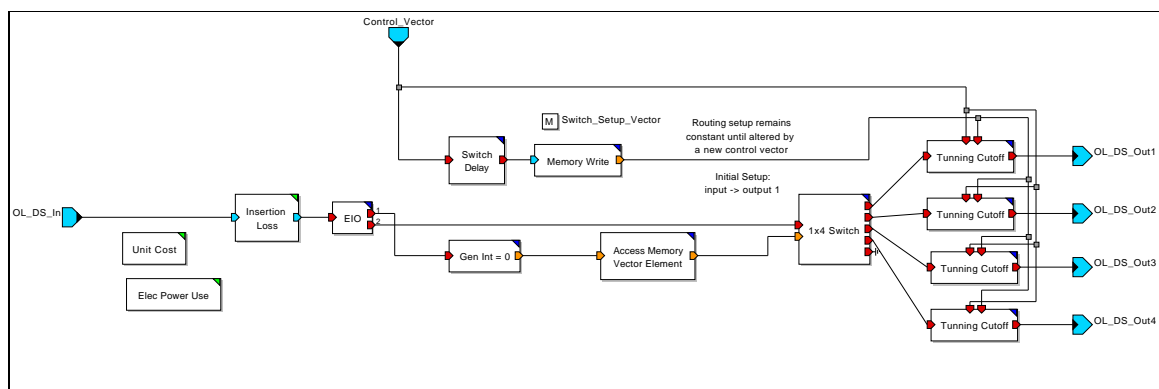 Control_Vector
M Switch_Setup_Vector
Routing setup remains
constant until altered by
a new control vector
Switch
Delay
Memory Write
Tunning Cutoff
OL_DS_Out1
Initial Setup:
input -> output 1
OL_DS_In
Insertion
Loss
EIO
1
2
1x4 Switch
Tunning Cutoff
OL_DS_Out2
Unit Cost
Gen Int = 0
Access Memory
Vector Element
Tunning Cutoff
OL_DS_Out3
Elec Power Use
Tunning Cutoff
OL_DS_Out4